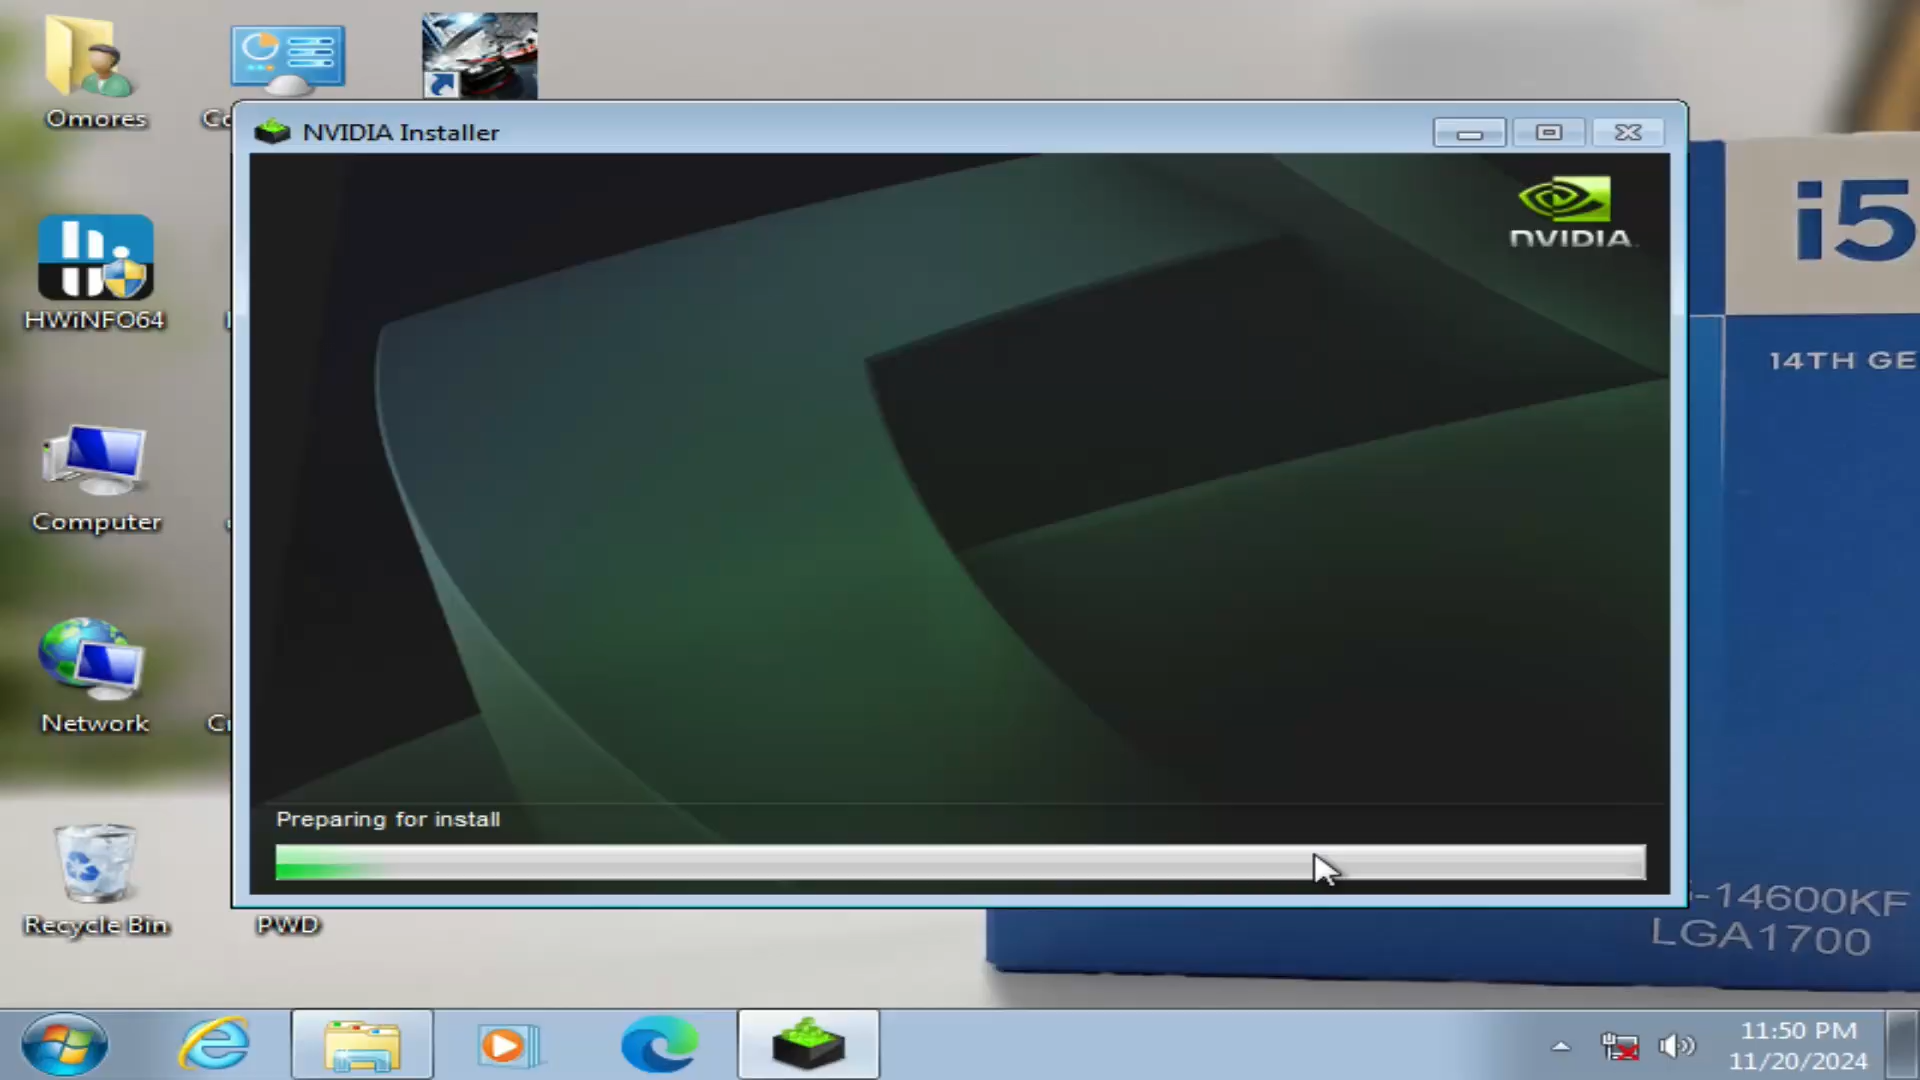 Omores
Co
NVIDIA Installer
NVIDIA
i5
HWiNFO64
14TH GE
Computer
Network
Preparing for install
-14600KF
Recycle Bin
PWD
LGA1700
11:50 PM
11/20/2024